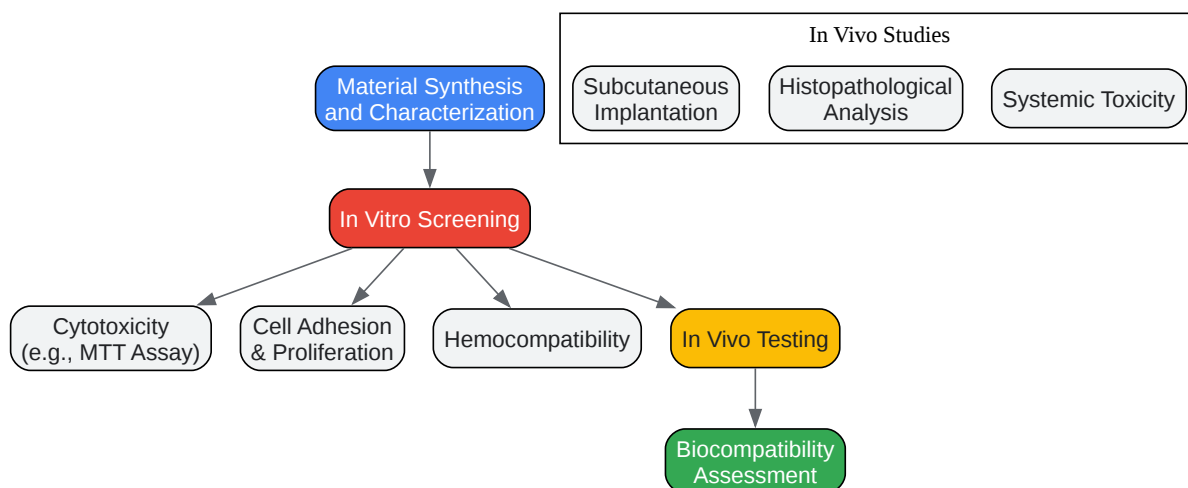 In Vivo Studies
Material Synthesis
and Characterization
Subcutaneous
Implantation
Histopathological
Analysis
Systemic Toxicity
In Vitro Screening
Cytotoxicity
(e.g., MTT Assay)
Cell Adhesion
& Proliferation
Hemocompatibility
In Vivo Testing
Biocompatibility
Assessment